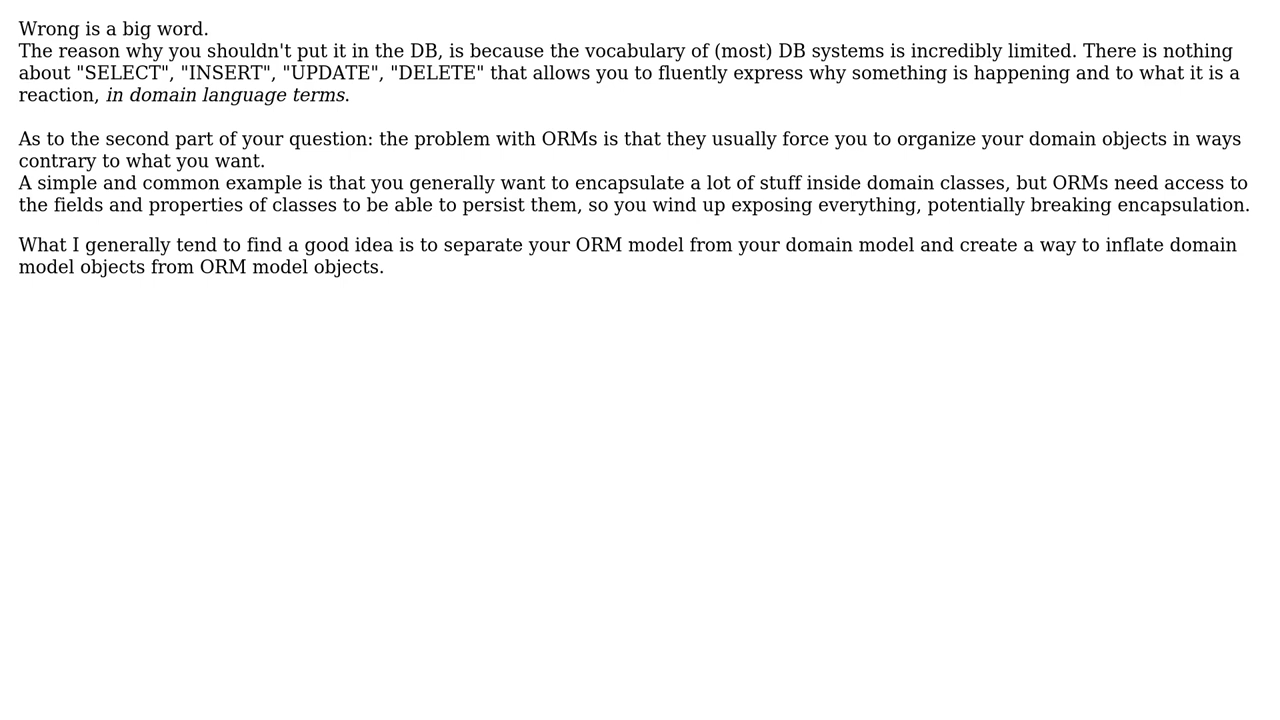 Wrong is a big word.
The reason why you shouldn't put it in the DB, is because the vocabulary of (most) DB systems is incredibly limited. There is nothing
about "SELECT", "INSERT", "UPDATE", "DELETE" that allows you to fluently express why something is happening and to what it is a
reaction, in domain language terms.
As to the second part of your question: the problem with ORMs is that they usually force you to organize your domain objects in ways
contrary to what you want.
A simple and common example is that you generally want to encapsulate a lot of stuff inside domain classes, but ORMs need access to
the fields and properties of classes to be able to persist them, so you wind up exposing everything, potentially breaking encapsulation.
What I generally tend to find a good idea is to separate your ORM model from your domain model and create a way to inflate domain
model objects from ORM model objects.